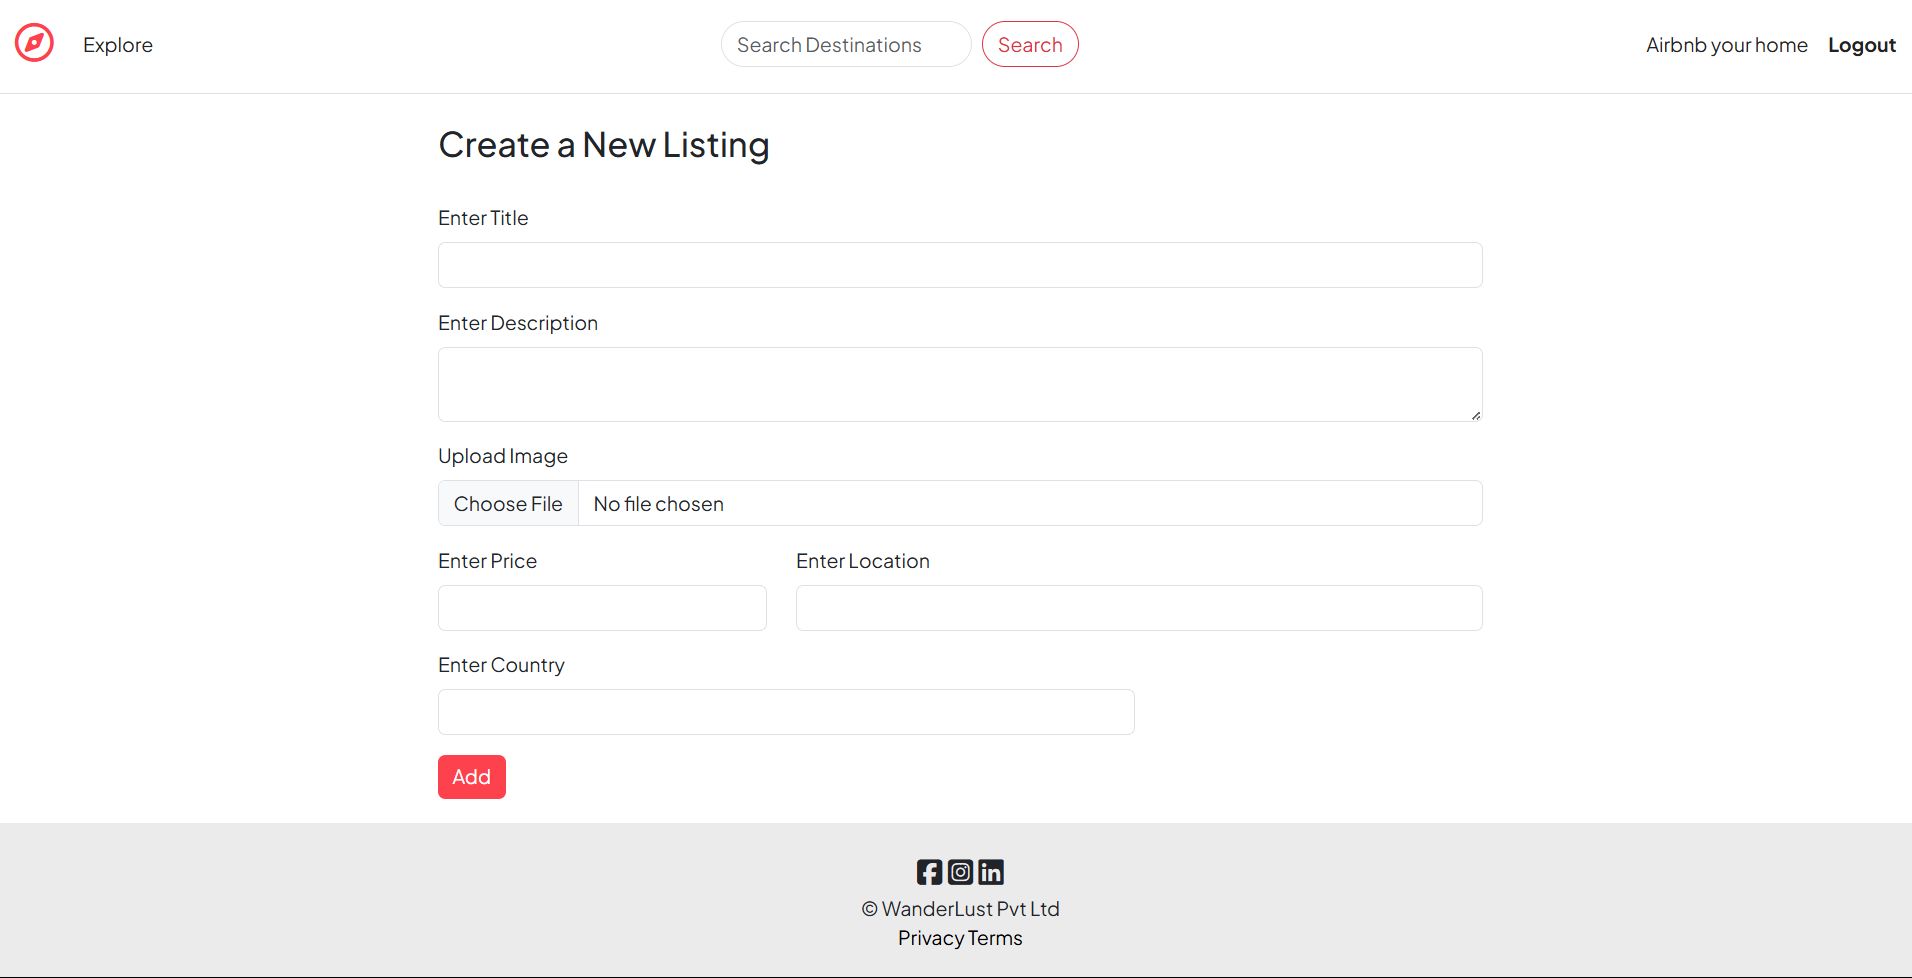 Explore
Search Destinations
Search
Airbnb your home
Logout
Create a New Listing
Enter Title
Enter Description
Upload Image
Choose File
No file chosen
Enter Price
Enter Location
Enter Country
Add
© WanderLust Pvt Ltd
Privacy Terms